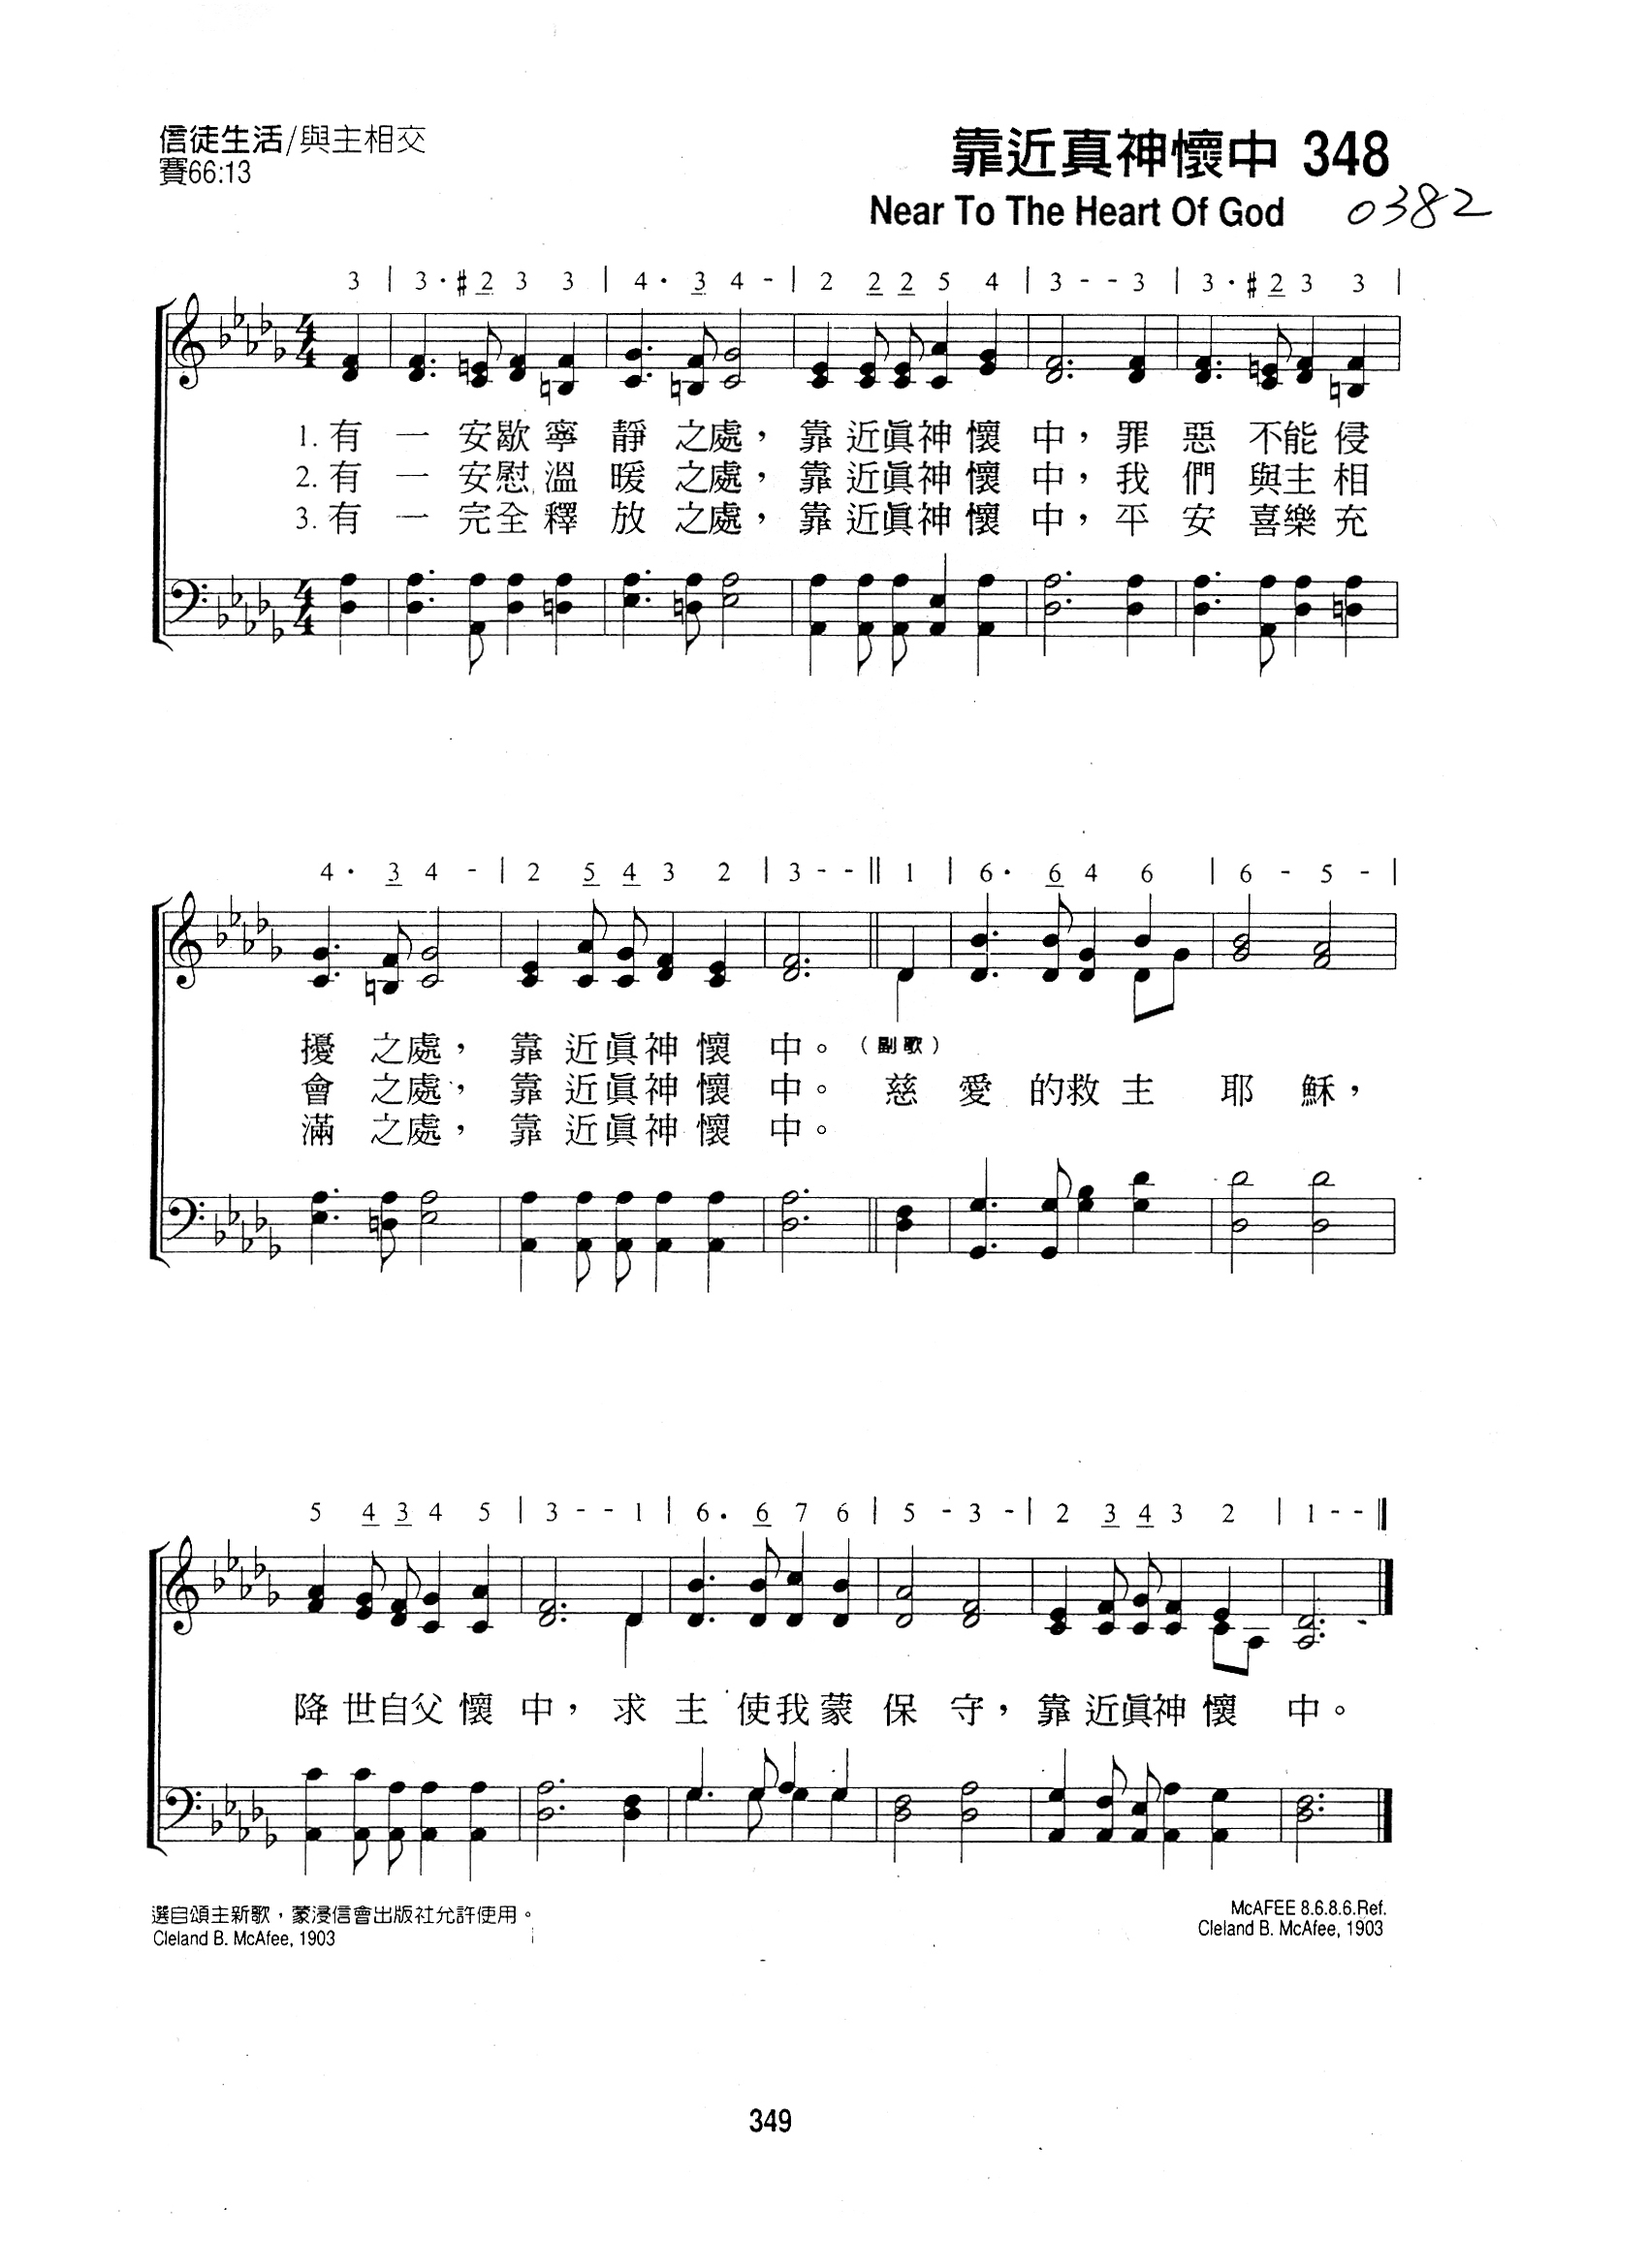 信徒生活/與主相交
賽66:13
靠近真神懷中 348
Near To The Heart Of God
0382
3 | 3 · #2 3 3 | 4 · 3 4 - | 2 2 2 5 4 | 3 - - 3 | 3 · #2 3 3 |
1. 有一安歇寧靜之處，靠近眞神懷中，罪惡不能侵
2. 有一安慰溫暖之處，靠近眞神懷中，我們與主相
3. 有一完全釋放之處，靠近眞神懷中，平安喜樂充
4 · 3 4 - | 2 5 4 3 2 | 3 - - || 1 | 6 · 6 4 6 | 6 - 5 - |
擾之處，靠近眞神懷中。（副歌）
會之處，靠近眞神懷中。慈愛的救主耶穌，
滿之處，靠近眞神懷中。
5 4 3 4 5 | 3 - - 1 | 6 · 6 7 6 | 5 - 3 - | 2 3 4 3 2 | 1 - - ||
降世自父懷中，求主使我蒙保守，靠近眞神懷中。
選自頌主新歌，蒙浸信會出版社允許使用。
Cleland B. McAfee, 1903
McAFEE 8.6.8.6.Ref.
Cleland B. McAfee, 1903
349